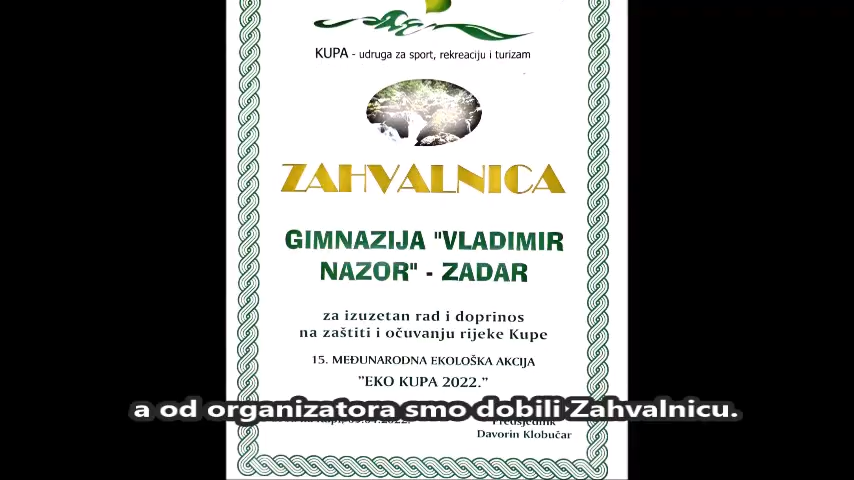 KUPA - udruga za sport, rekreaciju i turizam
ZAHVALNICA
GIMNAZIJA "VLADIMIR
NAZOR" - ZADAR
za izuzetan rad i doprinos
na zaštiti i očuvanju rijeke Kupe
15. MEĐUNARODNA EKOLOŠKA AKCIJA
"EKO KUPA 2022."
a od organizatora smo dobili Zahvalnicu.
Predsjednik
Davorin Klobučar